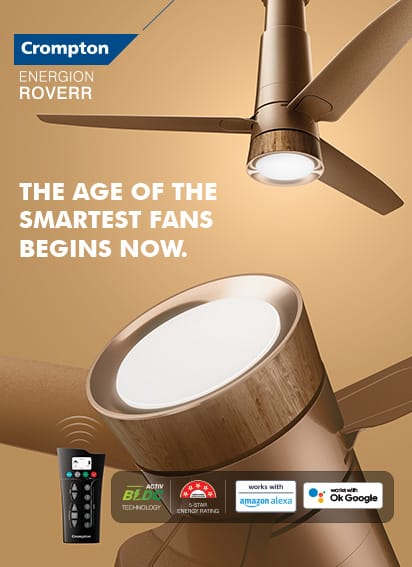 Crompton
ENERGION
ROVERR
THE AGE OF THE
SMARTEST FANS
BEGINS NOW.
ACTIV
BLDC
TECHNOLOGY
5-STAR
ENERGY RATING
works with
amazon alexa
works with
Ok Google
Crompton